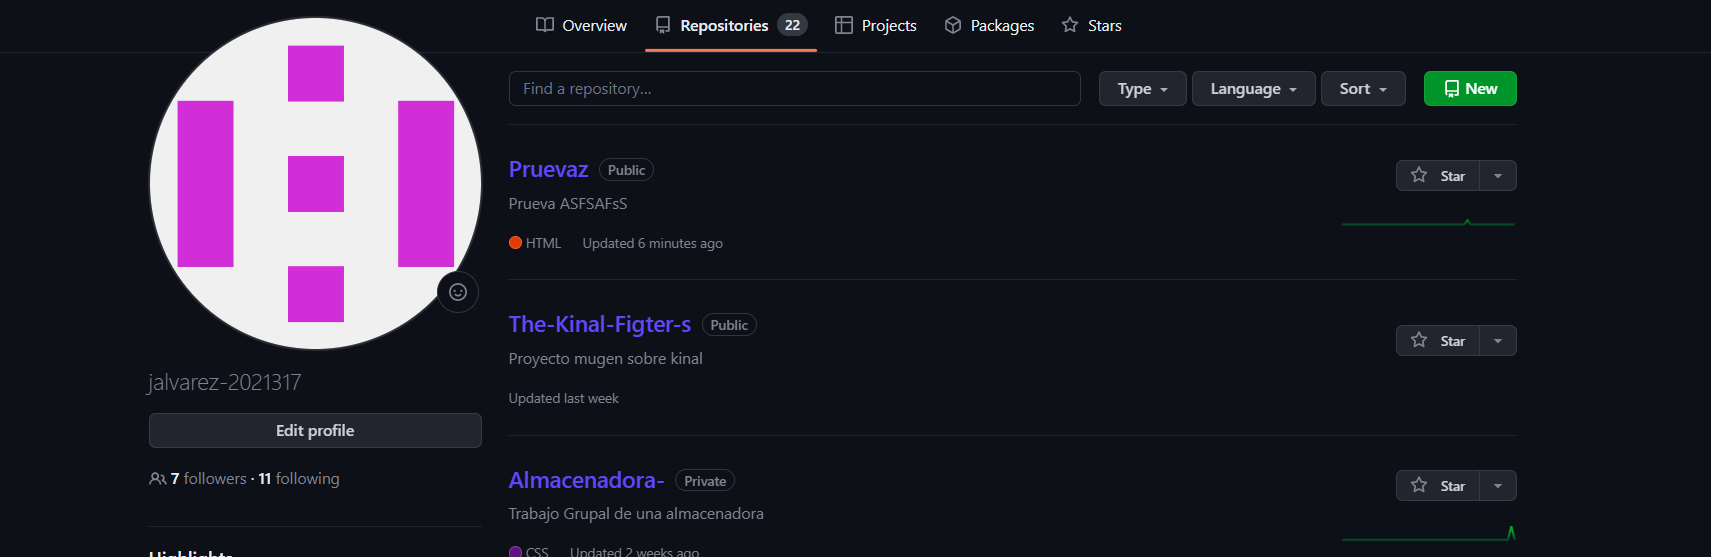 Overview Repositories 22 Projects Packages Stars
Find a repository... Type Language Sort New
Pruevaz Public Star
Prueva ASFSAFsS
HTML Updated 6 minutes ago
The-Kinal-Figter-s Public Star
Proyecto mugen sobre kinal
Updated last week
Almacenadora- Private Star
Trabajo Grupal de una almacenadora
CSS Updated 2 weeks ago
jalvarez-2021317
Edit profile
7 followers · 11 following
Highlights